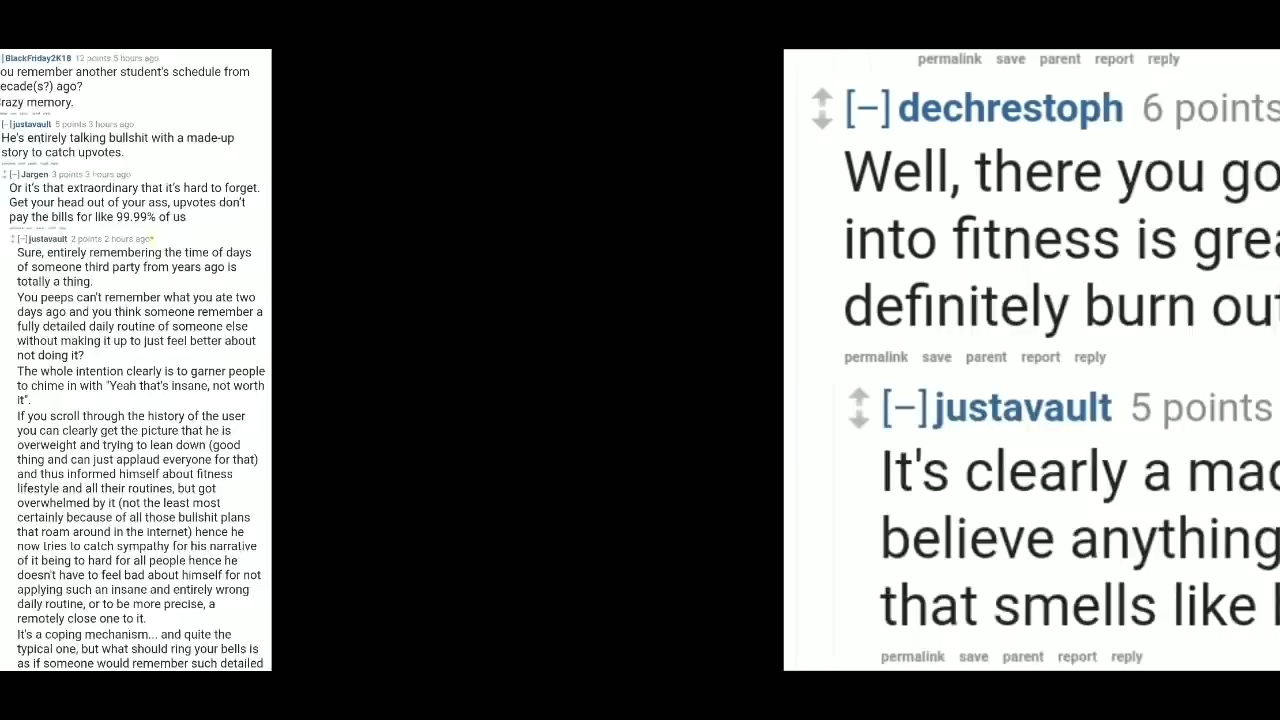 BlackFriday2K18 12 points 5 hours ago
ou remember another student's schedule from
ecade(s?) ago?
razy memory.
[–]justavault 5 points 3 hours ago
He's entirely talking bullshit with a made-up
story to catch upvotes.
[–]Jargen 3 points 3 hours ago
Or it's that extraordinary that it's hard to forget.
Get your head out of your ass, upvotes don't
pay the bills for like 99.99% of us
[–]justavault 2 points 2 hours ago*
Sure, entirely remembering the time of days
of someone third party from years ago is
totally a thing.
You peeps can't remember what you ate two
days ago and you think someone remember a
fully detailed daily routine of someone else
without making it up to just feel better about
not doing it?
The whole intention clearly is to garner people
to chime in with "Yeah that's insane, not worth
it".
If you scroll through the history of the user
you can clearly get the picture that he is
overweight and trying to lean down (good
thing and can just applaud everyone for that)
and thus informed himself about fitness
lifestyle and all their routines, but got
overwhelmed by it (not the least most
certainly because of all those bullshit plans
that roam around in the internet) hence he
now tries to catch sympathy for his narrative
of it being to hard for all people hence he
doesn't have to feel bad about himself for not
applying such an insane and entirely wrong
daily routine, or to be more precise, a
remotely close one to it.
It's a coping mechanism... and quite the
typical one, but what should ring your bells is
as if someone would remember such detailed
permalink save parent report reply
[–]dechrestoph 6 points
Well, there you go
into fitness is grea
definitely burn out
permalink save parent report reply
[–]justavault 5 points
It's clearly a mad
believe anything
that smells like
permalink save parent report reply